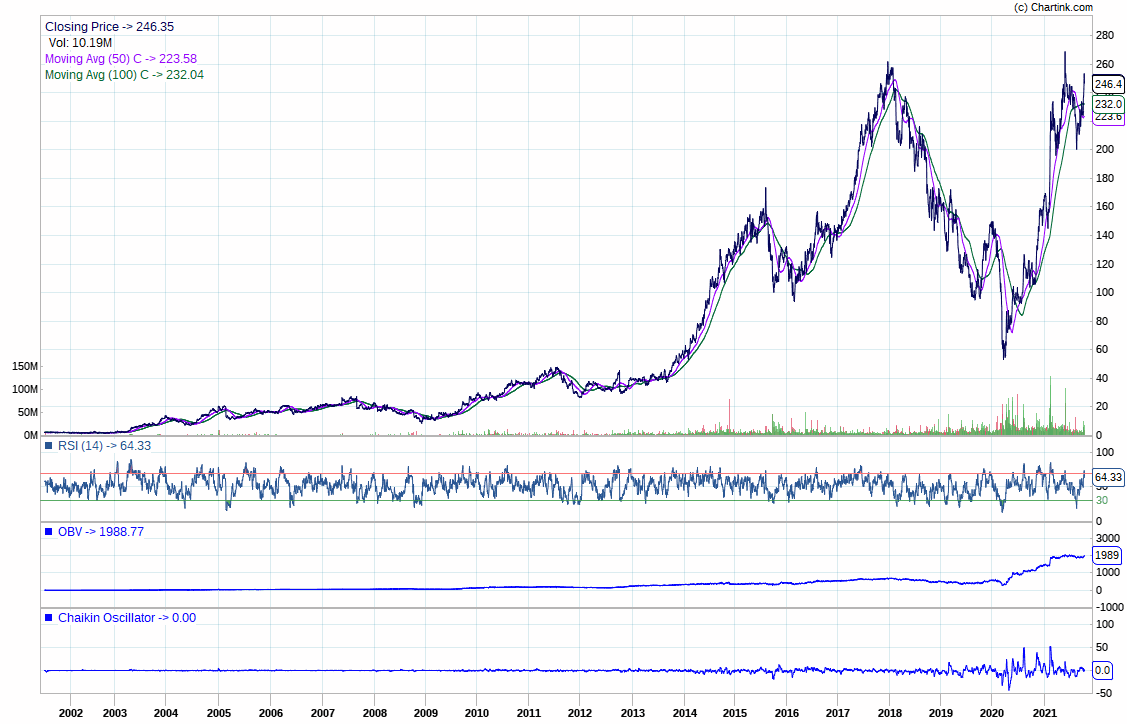 (c) Chartink.com
Closing Price -> 246.35
Vol: 10.19M
Moving Avg (50) C -> 223.58
Moving Avg (100) C -> 232.04
280
260
246.4
232.0
223.6
200
180
160
140
120
100
80
60
40
20
0
150M
100M
50M
0M
RSI (14) -> 64.33
100
64.33
30
0
OBV -> 1988.77
3000
1989
1000
0
-1000
Chaikin Oscillator -> 0.00
100
50
0.0
-50
2002 2003 2004 2005 2006 2007 2008 2009 2010 2011 2012 2013 2014 2015 2016 2017 2018 2019 2020 2021